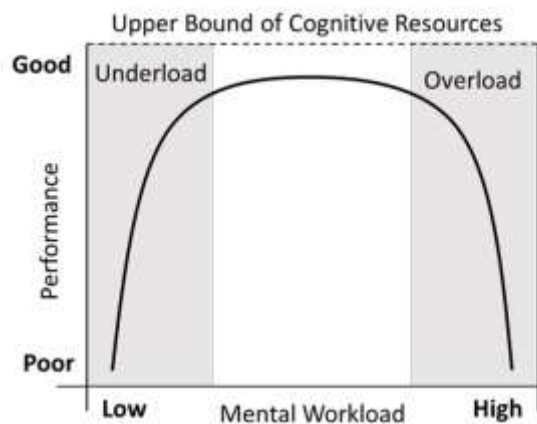 Upper Bound of Cognitive Resources
Good
Underload
Overload
Performance
Poor
Low
Mental Workload
High